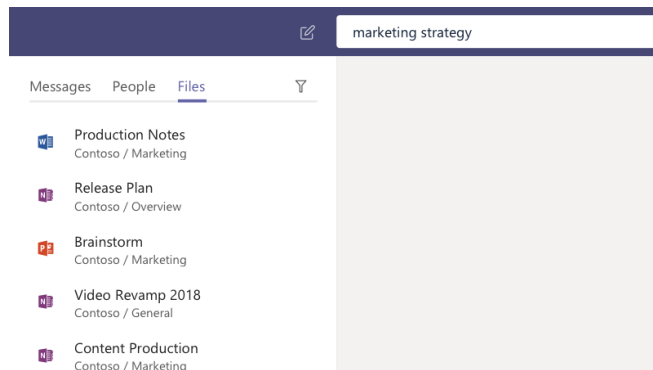 marketing strategy
Messages People Files
Production Notes
Contoso / Marketing
Release Plan
Contoso / Overview
Brainstorm
Contoso / Marketing
Video Revamp 2018
Contoso / General
Content Production
Contoso / Marketing